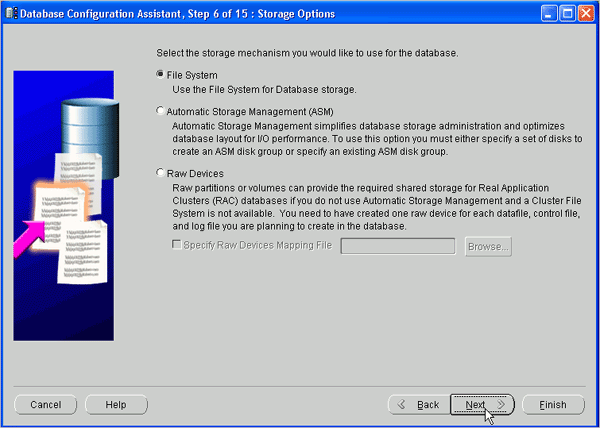 Database Configuration Assistant, Step 6 of 15 : Storage Options
Select the storage mechanism you would like to use for the database.
File System
Use the File System for Database storage.
Automatic Storage Management (ASM)
Automatic Storage Management simplifies database storage administration and optimizes
database layout for I/O performance. To use this option you must either specify a set of disks to
create an ASM disk group or specify an existing ASM disk group.
Raw Devices
Raw partitions or volumes can provide the required shared storage for Real Application
Clusters (RAC) databases if you do not use Automatic Storage Management and a Cluster File
System is not available. You need to have created one raw device for each datafile, control file,
and log file you are planning to create in the database.
Specify Raw Devices Mapping File
Browse...
Cancel
Help
Back
Next
Finish